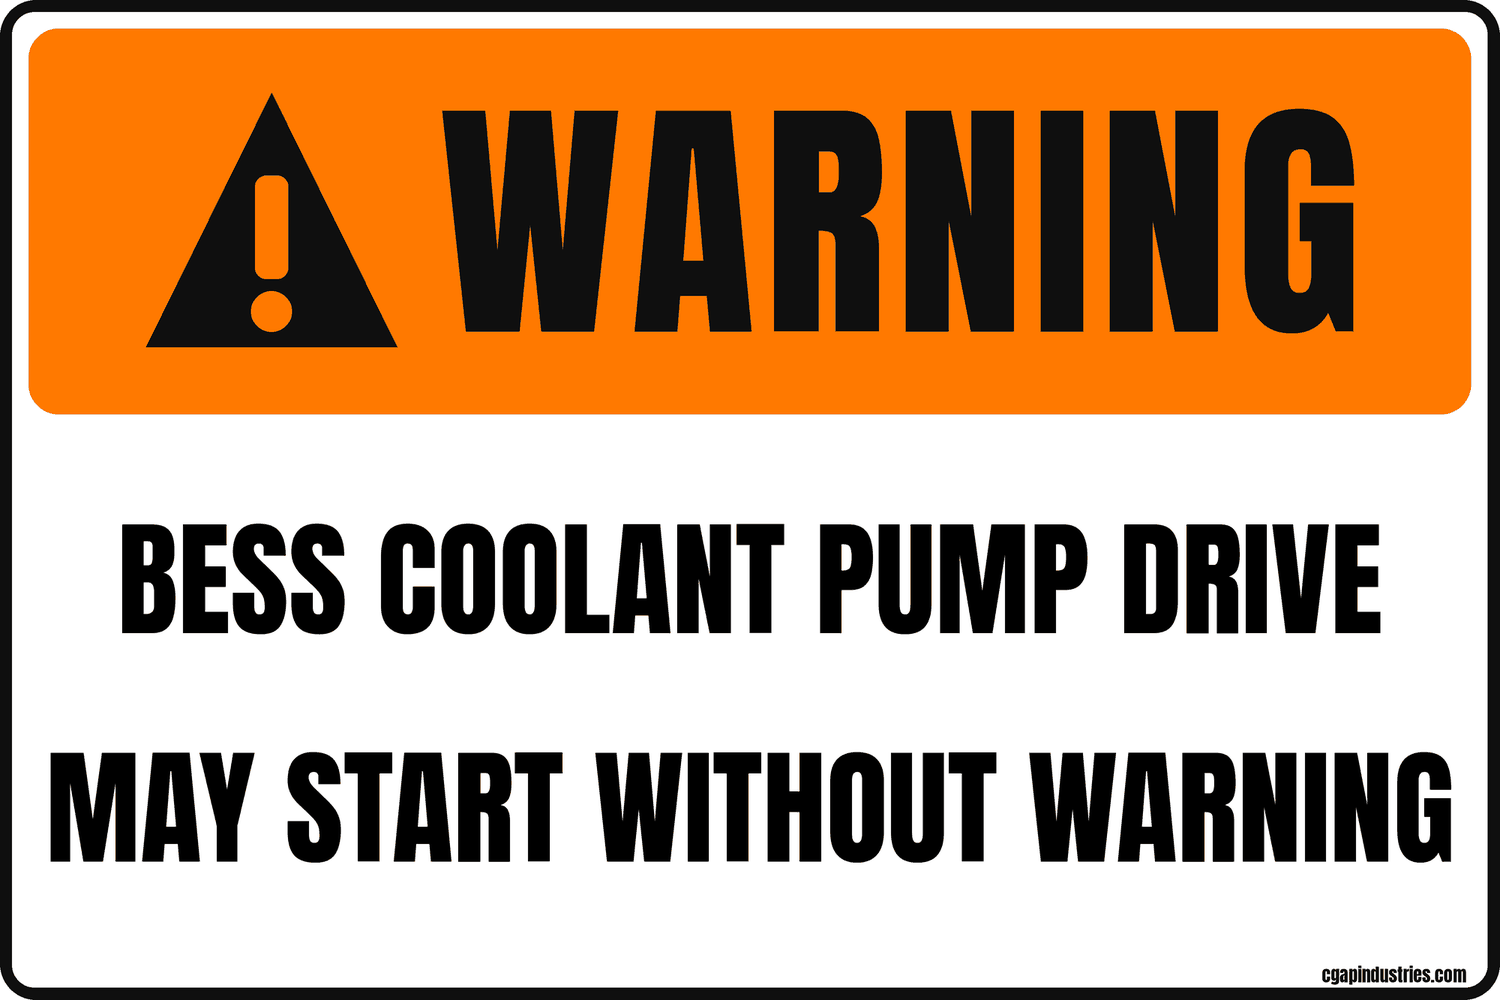 WARNING
BESS COOLANT PUMP DRIVE
MAY START WITHOUT WARNING
cgapindustries.com